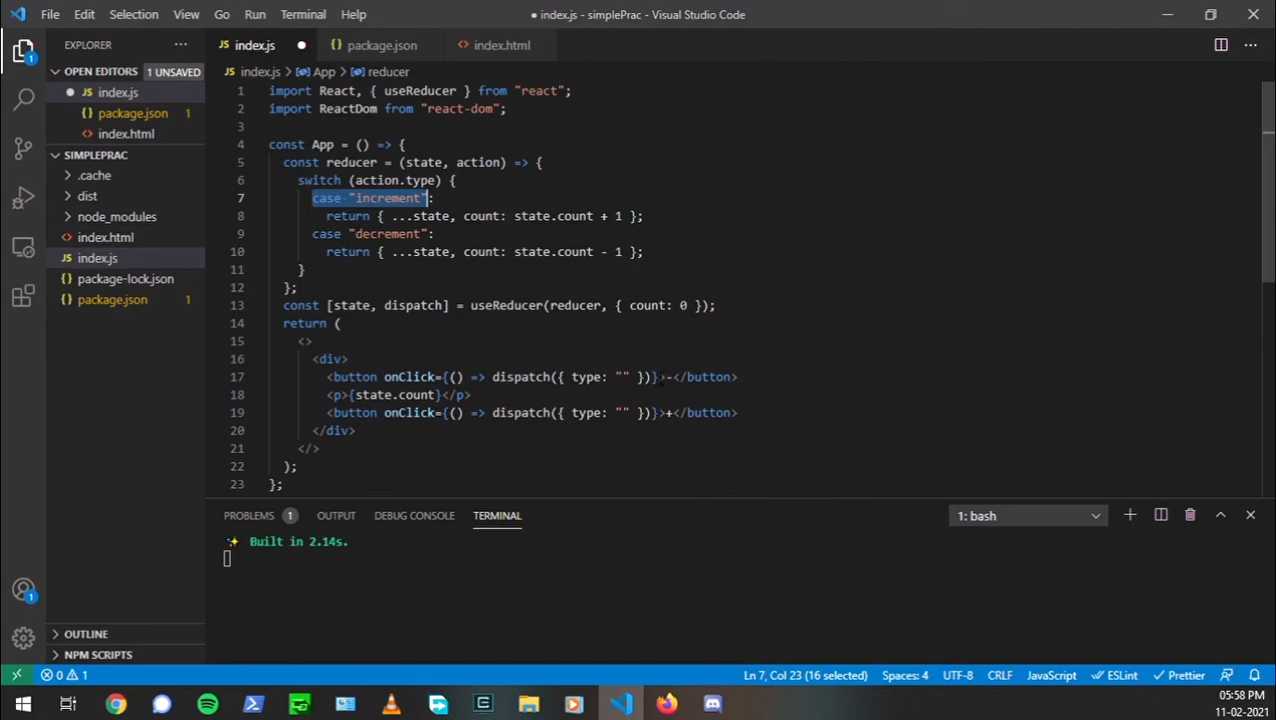 File Edit Selection View Go Run Terminal Help
● index.js - simplePrac - Visual Studio Code
EXPLORER
OPEN EDITORS 1 UNSAVED
index.js
package.json 1
index.html
SIMPLEPRAC
.cache
dist
node_modules
index.html
index.js
package-lock.json
package.json 1
OUTLINE
NPM SCRIPTS
1
1
index.js
package.json
index.html
index.js > App > reducer
1 import React, { useReducer } from "react";
2 import ReactDom from "react-dom";
3
4 const App = () => {
5 const reducer = (state, action) => {
6 switch (action.type) {
7 case "increment":
8 return { ...state, count: state.count + 1 };
9 case "decrement":
10 return { ...state, count: state.count - 1 };
11 }
12 };
13 const [state, dispatch] = useReducer(reducer, { count: 0 });
14 return (
15 <>
16 <div>
17 <button onClick={() => dispatch({ type: "" })}>-</button>
18 <p>{state.count}</p>
19 <button onClick={() => dispatch({ type: "" })}>+</button>
20 </div>
21 </>
22 );
23 };
PROBLEMS 1 OUTPUT DEBUG CONSOLE TERMINAL
1: bash
✨ Built in 2.14s.
0 1
Ln 7, Col 23 (16 selected) Spaces: 4 UTF-8 CRLF JavaScript ESLint Prettier
05:58 PM
11-02-2021